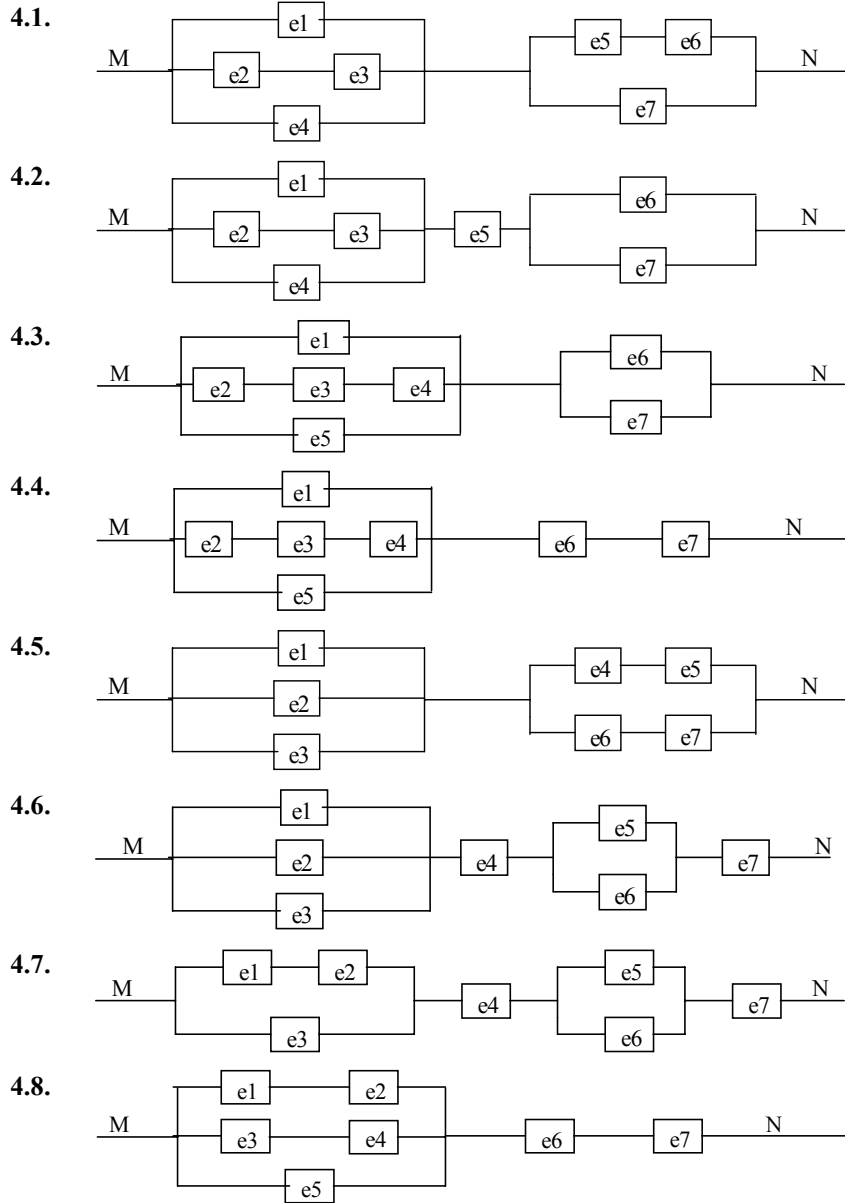 4.1.
e1 e5 e6
M N
e2 e3
e7
e4
4.2.
e1
M e6 N
e2 e3 e5
e7
e4
4.3.
e1
e6
M N
e2 e3 e4
e7
e5
4.4.
e1
M N
e2 e3 e4 e6 e7
e5
4.5.
e1
e4 e5
M N
e2
e6 e7
e3
4.6.
e1
e5
M N
e2 e4 e7
e6
e3
4.7.
e1 e2 e5
M N
e4 e7
e3 e6
4.8.
e1 e2
M N
e3 e4 e6 e7
e5